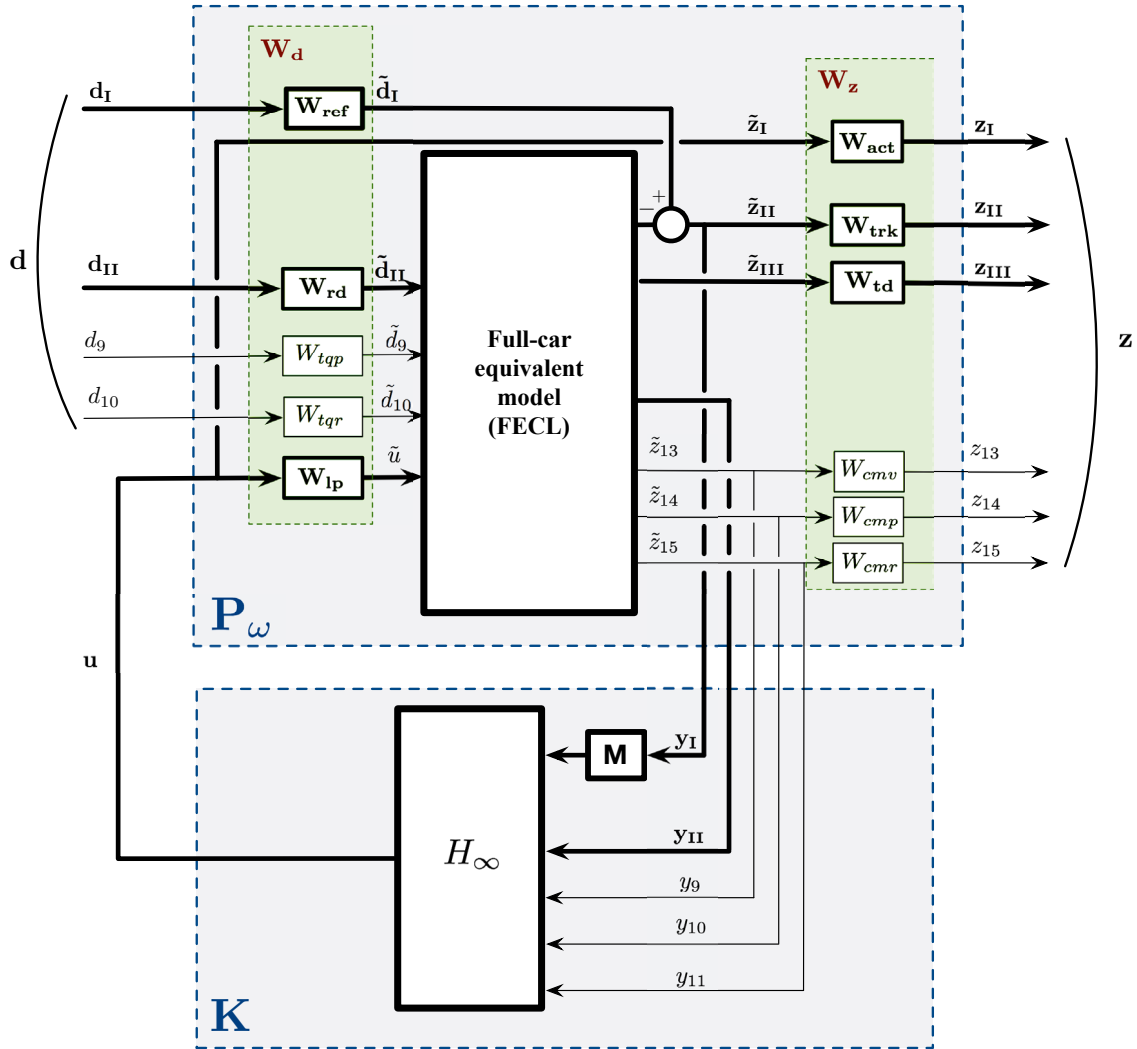 W_d
d_I
W_ref
d̃_I
W_z
z̃_I
W_act
z_I
− +
z̃_II
W_trk
z_II
d
d_II
W_rd
d̃_II
z̃_III
W_td
z_III
d_9
W_tqp
d̃_9
Full-car
equivalent
model
(FECL)
z
d_10
W_tqr
d̃_10
W_lp
ũ
z̃_13
W_cmv
z_13
z̃_14
W_cmp
z_14
z̃_15
W_cmr
z_15
P_ω
u
M
y_I
H_∞
y_II
y_9
y_10
y_11
K